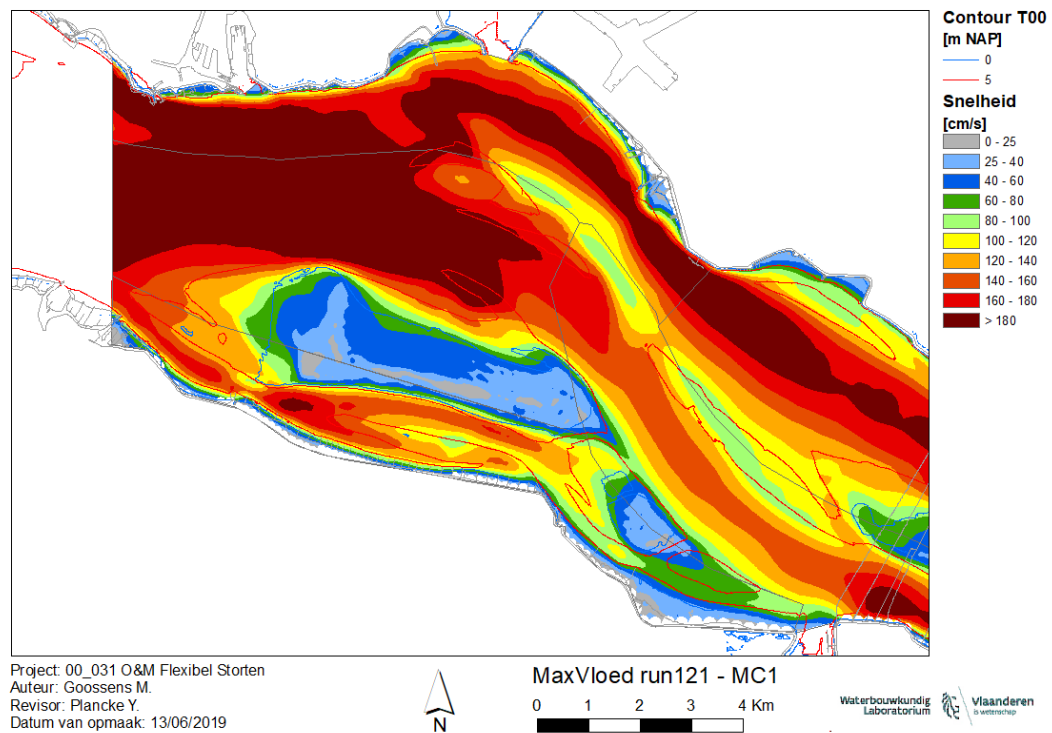 Contour T00
[m NAP]
0
5
Snelheid
[cm/s]
0 - 25
25 - 40
40 - 60
60 - 80
80 - 100
100 - 120
120 - 140
140 - 160
160 - 180
> 180
Project: 00_031 O&M Flexibel Storten
Auteur: Goossens M.
Revisor: Plancke Y.
Datum van opmaak: 13/06/2019
N
MaxVloed run121 - MC1
0 1 2 3 4 Km
Waterbouwkundig
Laboratorium
Vlaanderen
is wetenschap